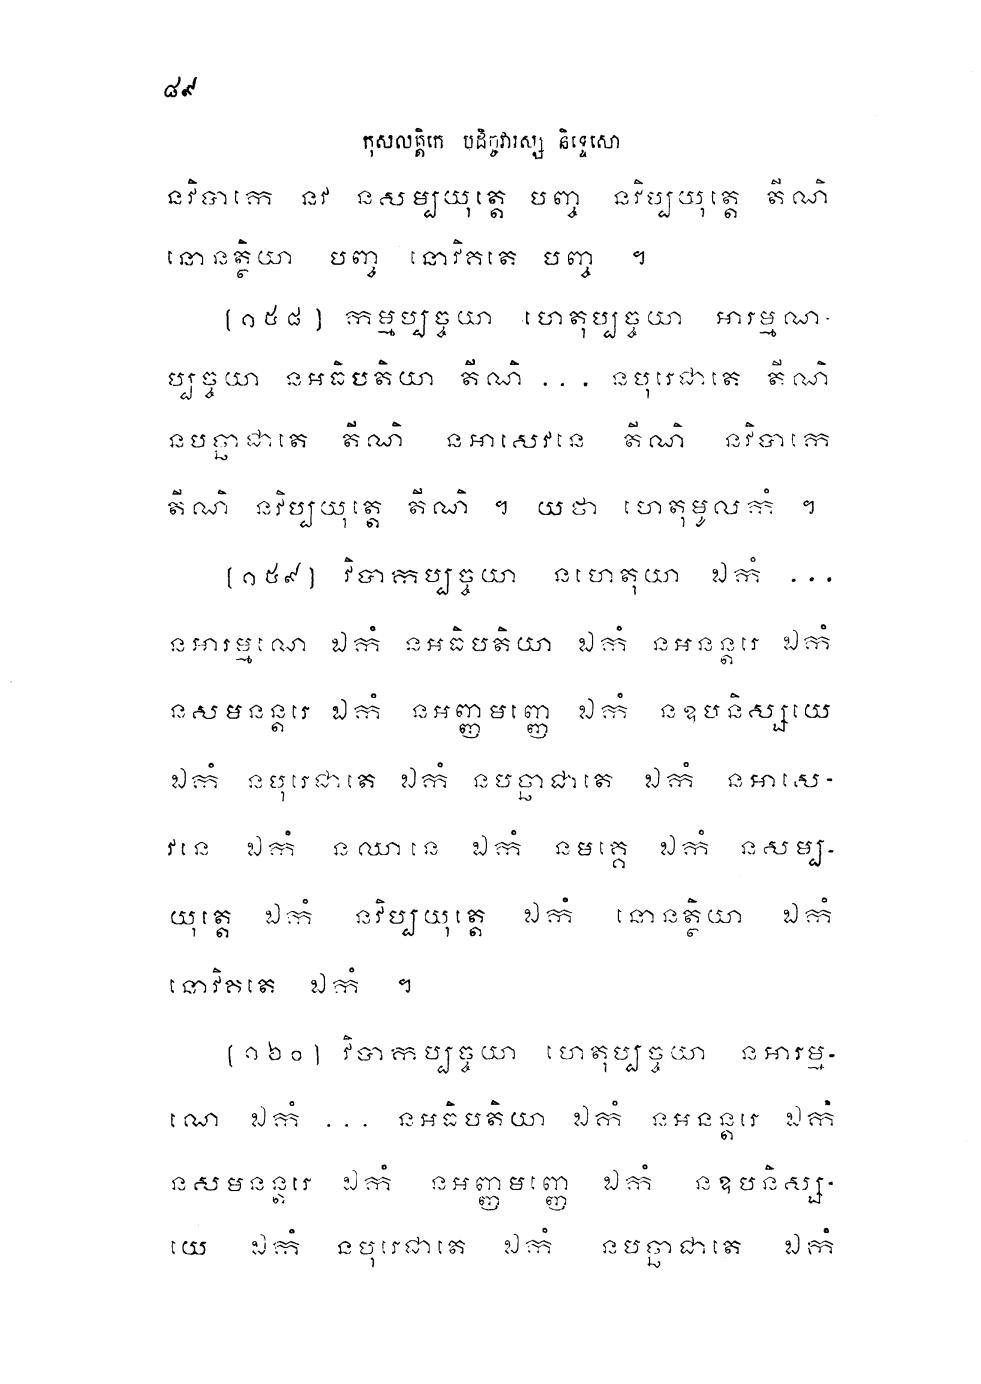 ៨៩
កុសលត្តិកេ បដិច្ចវារស្ស និទ្ទេសោ
នវិបាកេ នវ នសម្បយុត្តេ បញ្ច នវិប្បយុត្តេ តីណិ
នោនត្ថិយា បញ្ច នោវិគតេ បញ្ច ។
(១៥៨) កម្មប្បច្ចយា ហេតុប្បច្ចយា អារម្មណ-
ប្បច្ចយា នអធិបតិយា តីណិ ... នបុរេជាតេ តីណិ
នបច្ឆាជាតេ តីណិ នអាសេវនេ តីណិ នវិបាកេ
តីណិ នវិប្បយុត្តេ តីណិ ។ យថា ហេតុមូលកំ ។
(១៥៩) វិបាកប្បច្ចយា នហេតុយា ឯកំ ...
នអារម្មណេ ឯកំ នអធិបតិយា ឯកំ នអនន្តរេ ឯកំ
នសមនន្តរេ ឯកំ នអញ្ញមញ្ញេ ឯកំ នឧបនិស្សយេ
ឯកំ នបុរេជាតេ ឯកំ នបច្ឆាជាតេ ឯកំ នអាសេ-
វនេ ឯកំ នឈានេ ឯកំ នមគ្គេ ឯកំ នសម្ប-
យុត្តេ ឯកំ នវិប្បយុត្តេ ឯកំ នោនត្ថិយា ឯកំ
នោវិគតេ ឯកំ ។
(១៦០) វិបាកប្បច្ចយា ហេតុប្បច្ចយា នអារម្ម-
ណេ ឯកំ ... នអធិបតិយា ឯកំ នអនន្តរេ ឯកំ
នសមនន្តរេ ឯកំ នអញ្ញមញ្ញេ ឯកំ នឧបនិស្ស-
យេ ឯកំ នបុរេជាតេ ឯកំ នបច្ឆាជាតេ ឯកំ